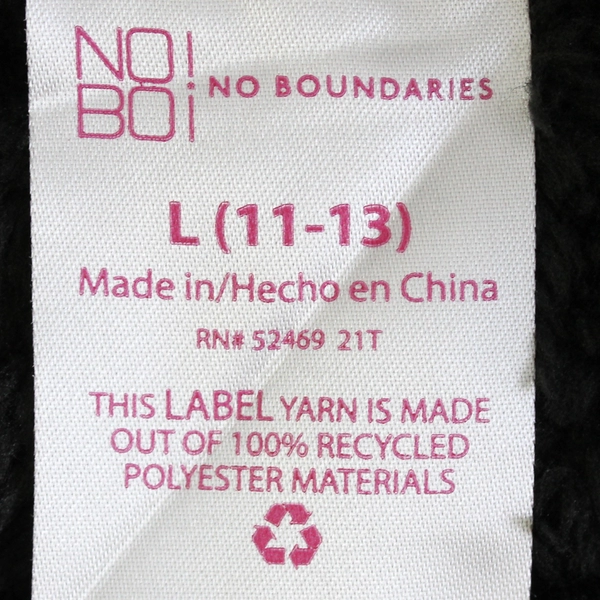 NO!
BO¡
NO BOUNDARIES
L (11-13)
Made in/Hecho en China
RN# 52469 21T
THIS LABEL YARN IS MADE
OUT OF 100% RECYCLED
POLYESTER MATERIALS